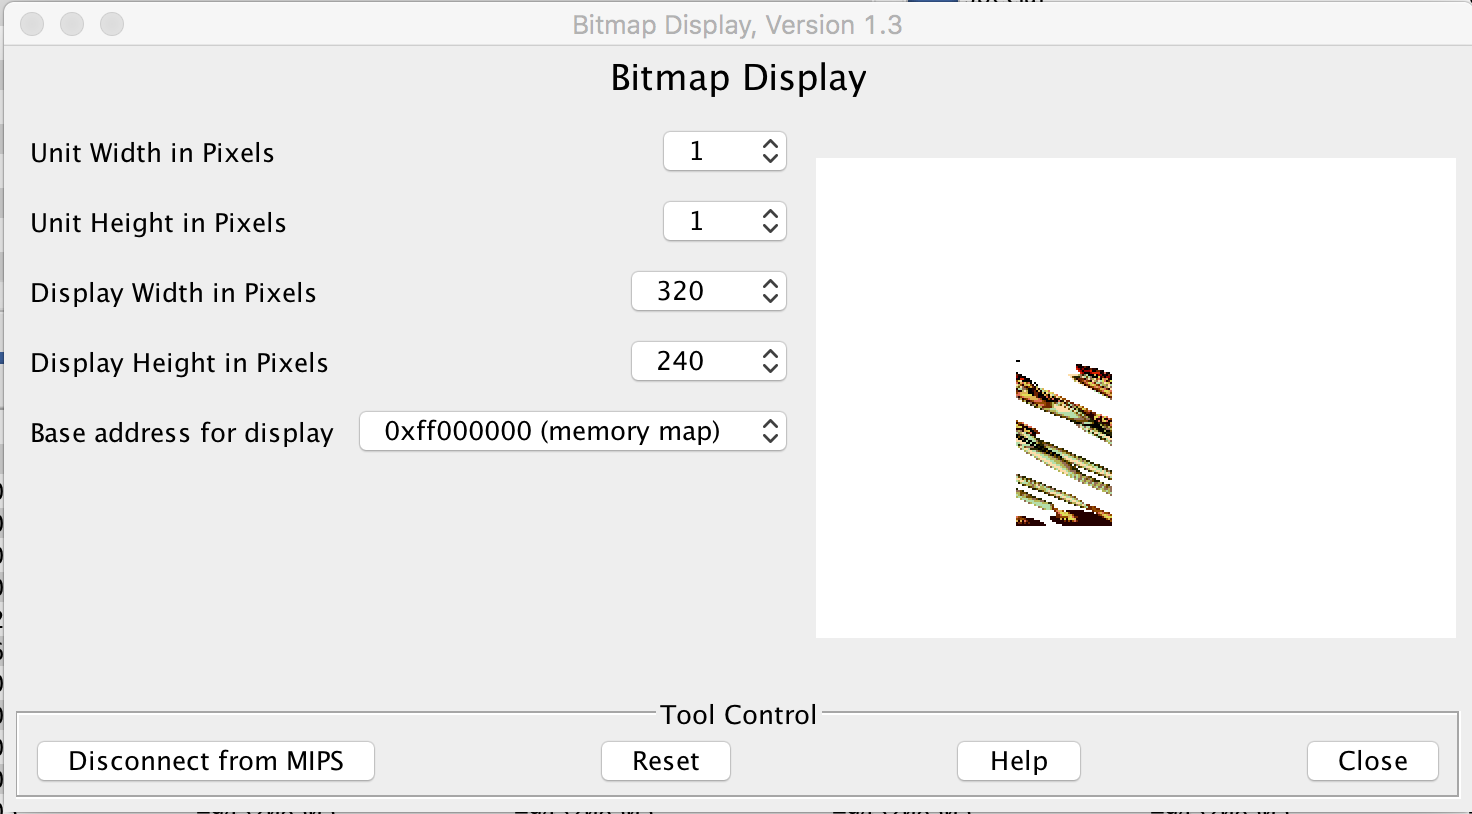 Bitmap Display, Version 1.3
Bitmap Display
Unit Width in Pixels 1
Unit Height in Pixels 1
Display Width in Pixels 320
Display Height in Pixels 240
Base address for display 0xff000000 (memory map)
Tool Control
Disconnect from MIPS Reset Help Close